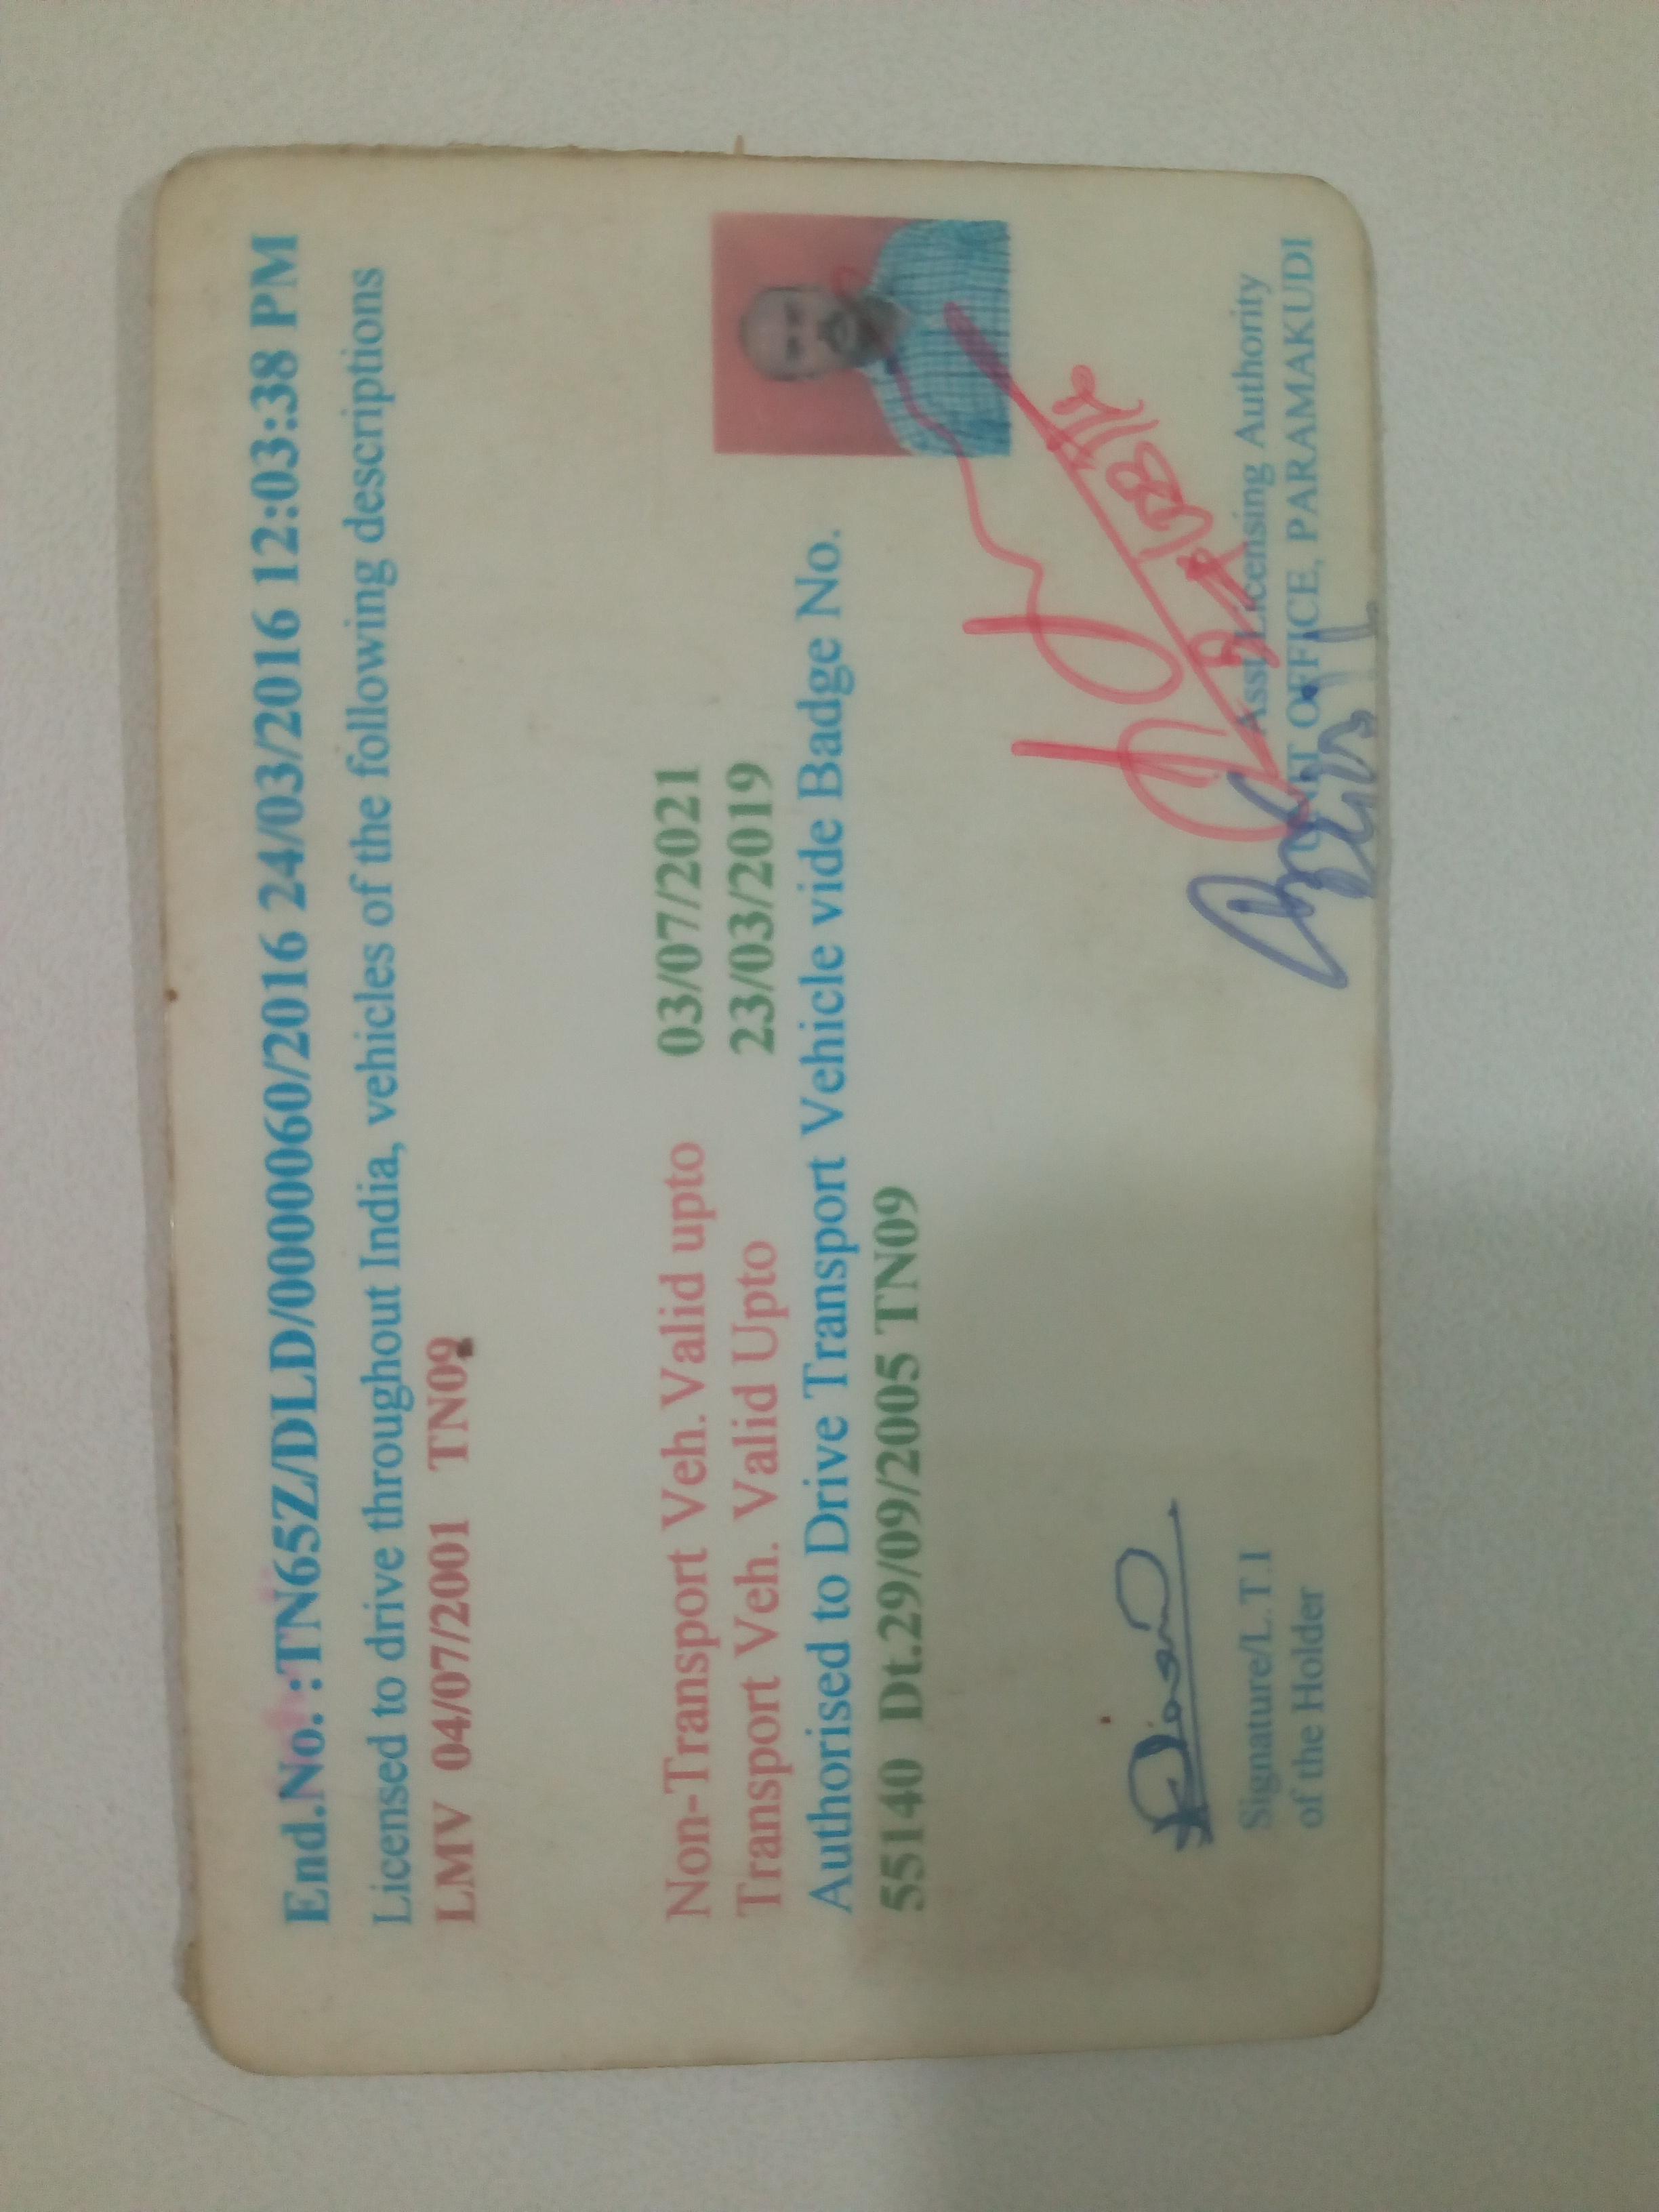 End.No. :TN65Z/DLD/0000060/2016 24/03/2016 12:03:38 PM
Licensed to drive throughout India, vehicles of the following descriptions
LMV 04/07/2001 TN09
Non-Transport Veh.Valid upto 03/07/2021
Transport Veh. Valid Upto 23/03/2019
Authorised to Drive Transport Vehicle vide Badge No.
55140 Dt.29/09/2005 TN09
Signature/L.T.I
of the Holder
Asst Licensing Authority
UNIT OFFICE, PARAMAKUDI